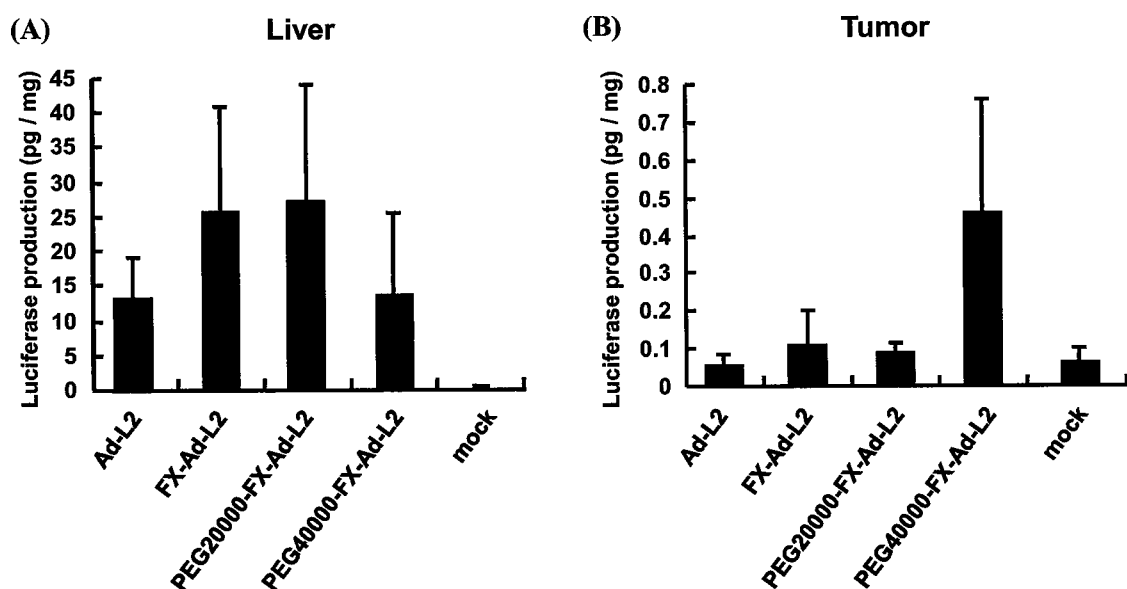 (A)
Liver
Luciferase production (pg / mg)
45
40
35
30
25
20
15
10
5
0
Ad-L2
FX-Ad-L2
PEG20000-FX-Ad-L2
PEG40000-FX-Ad-L2
mock
(B)
Tumor
Luciferase production (pg / mg)
0.8
0.7
0.6
0.5
0.4
0.3
0.2
0.1
0
Ad-L2
FX-Ad-L2
PEG20000-FX-Ad-L2
PEG40000-FX-Ad-L2
mock